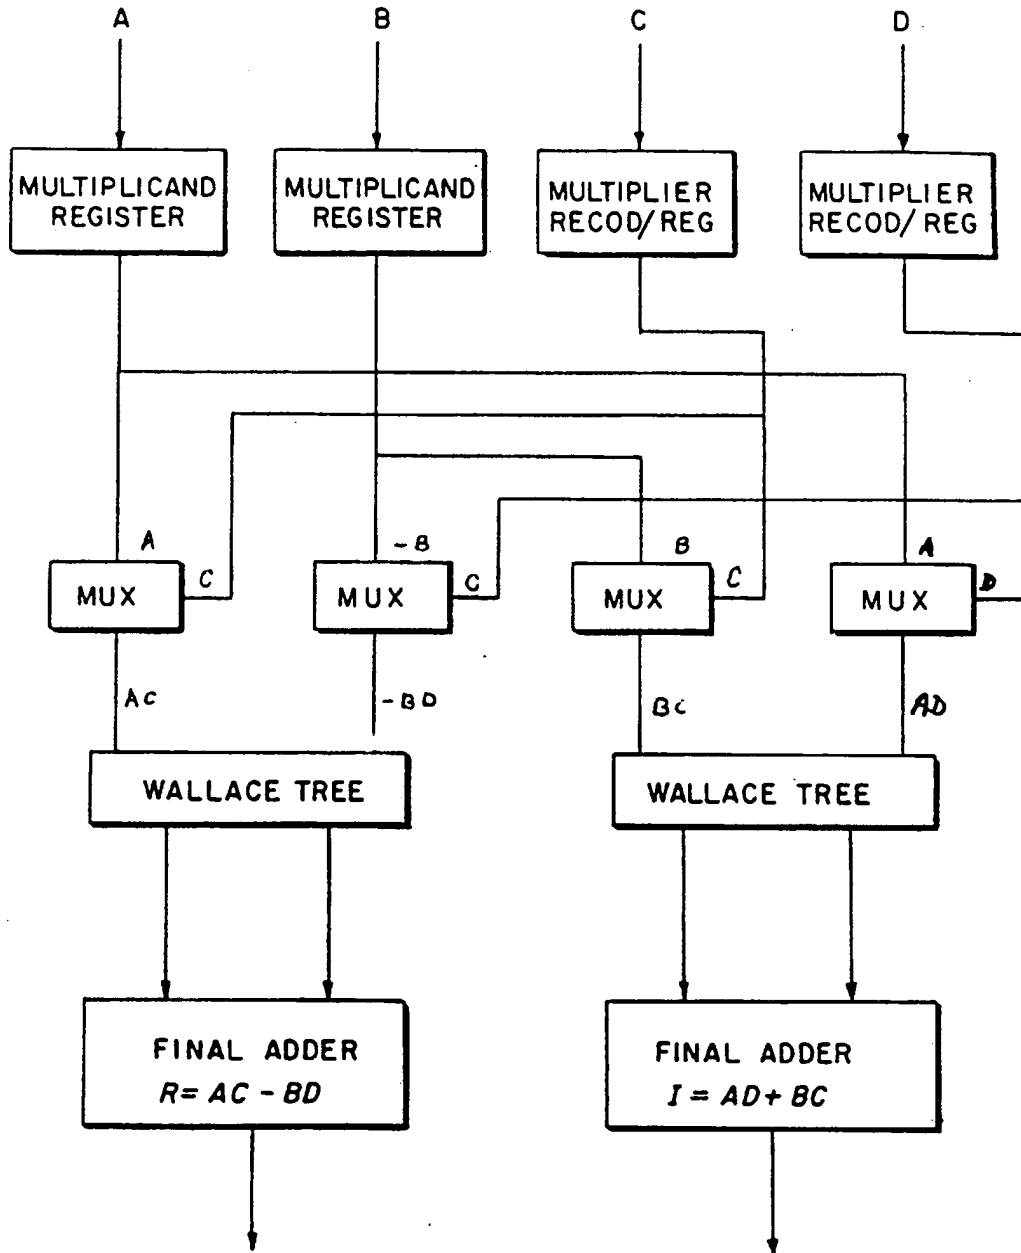 A
B
C
D
MULTIPLICAND
REGISTER
MULTIPLICAND
REGISTER
MULTIPLIER
RECOD/REG
MULTIPLIER
RECOD/REG
A
C
-B
C
B
C
A
D
MUX
MUX
MUX
MUX
AC
-BD
BC
AD
WALLACE TREE
WALLACE TREE
FINAL ADDER
R= AC - BD
FINAL ADDER
I = AD+ BC